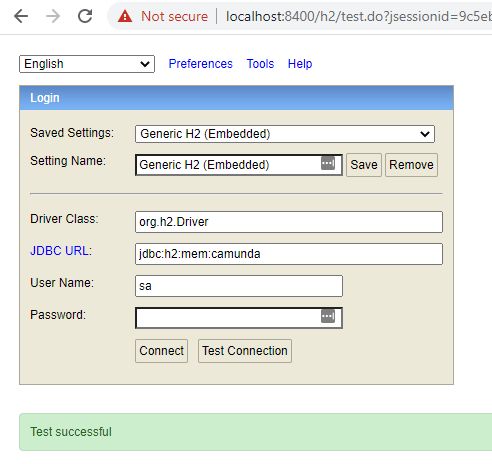 Not secure | localhost:8400/h2/test.do?jsessionid=9c5eb
English Preferences Tools Help
Login
Saved Settings: Generic H2 (Embedded)
Setting Name: Generic H2 (Embedded) Save Remove
Driver Class: org.h2.Driver
JDBC URL: jdbc:h2:mem:camunda
User Name: sa
Password:
Connect Test Connection
Test successful